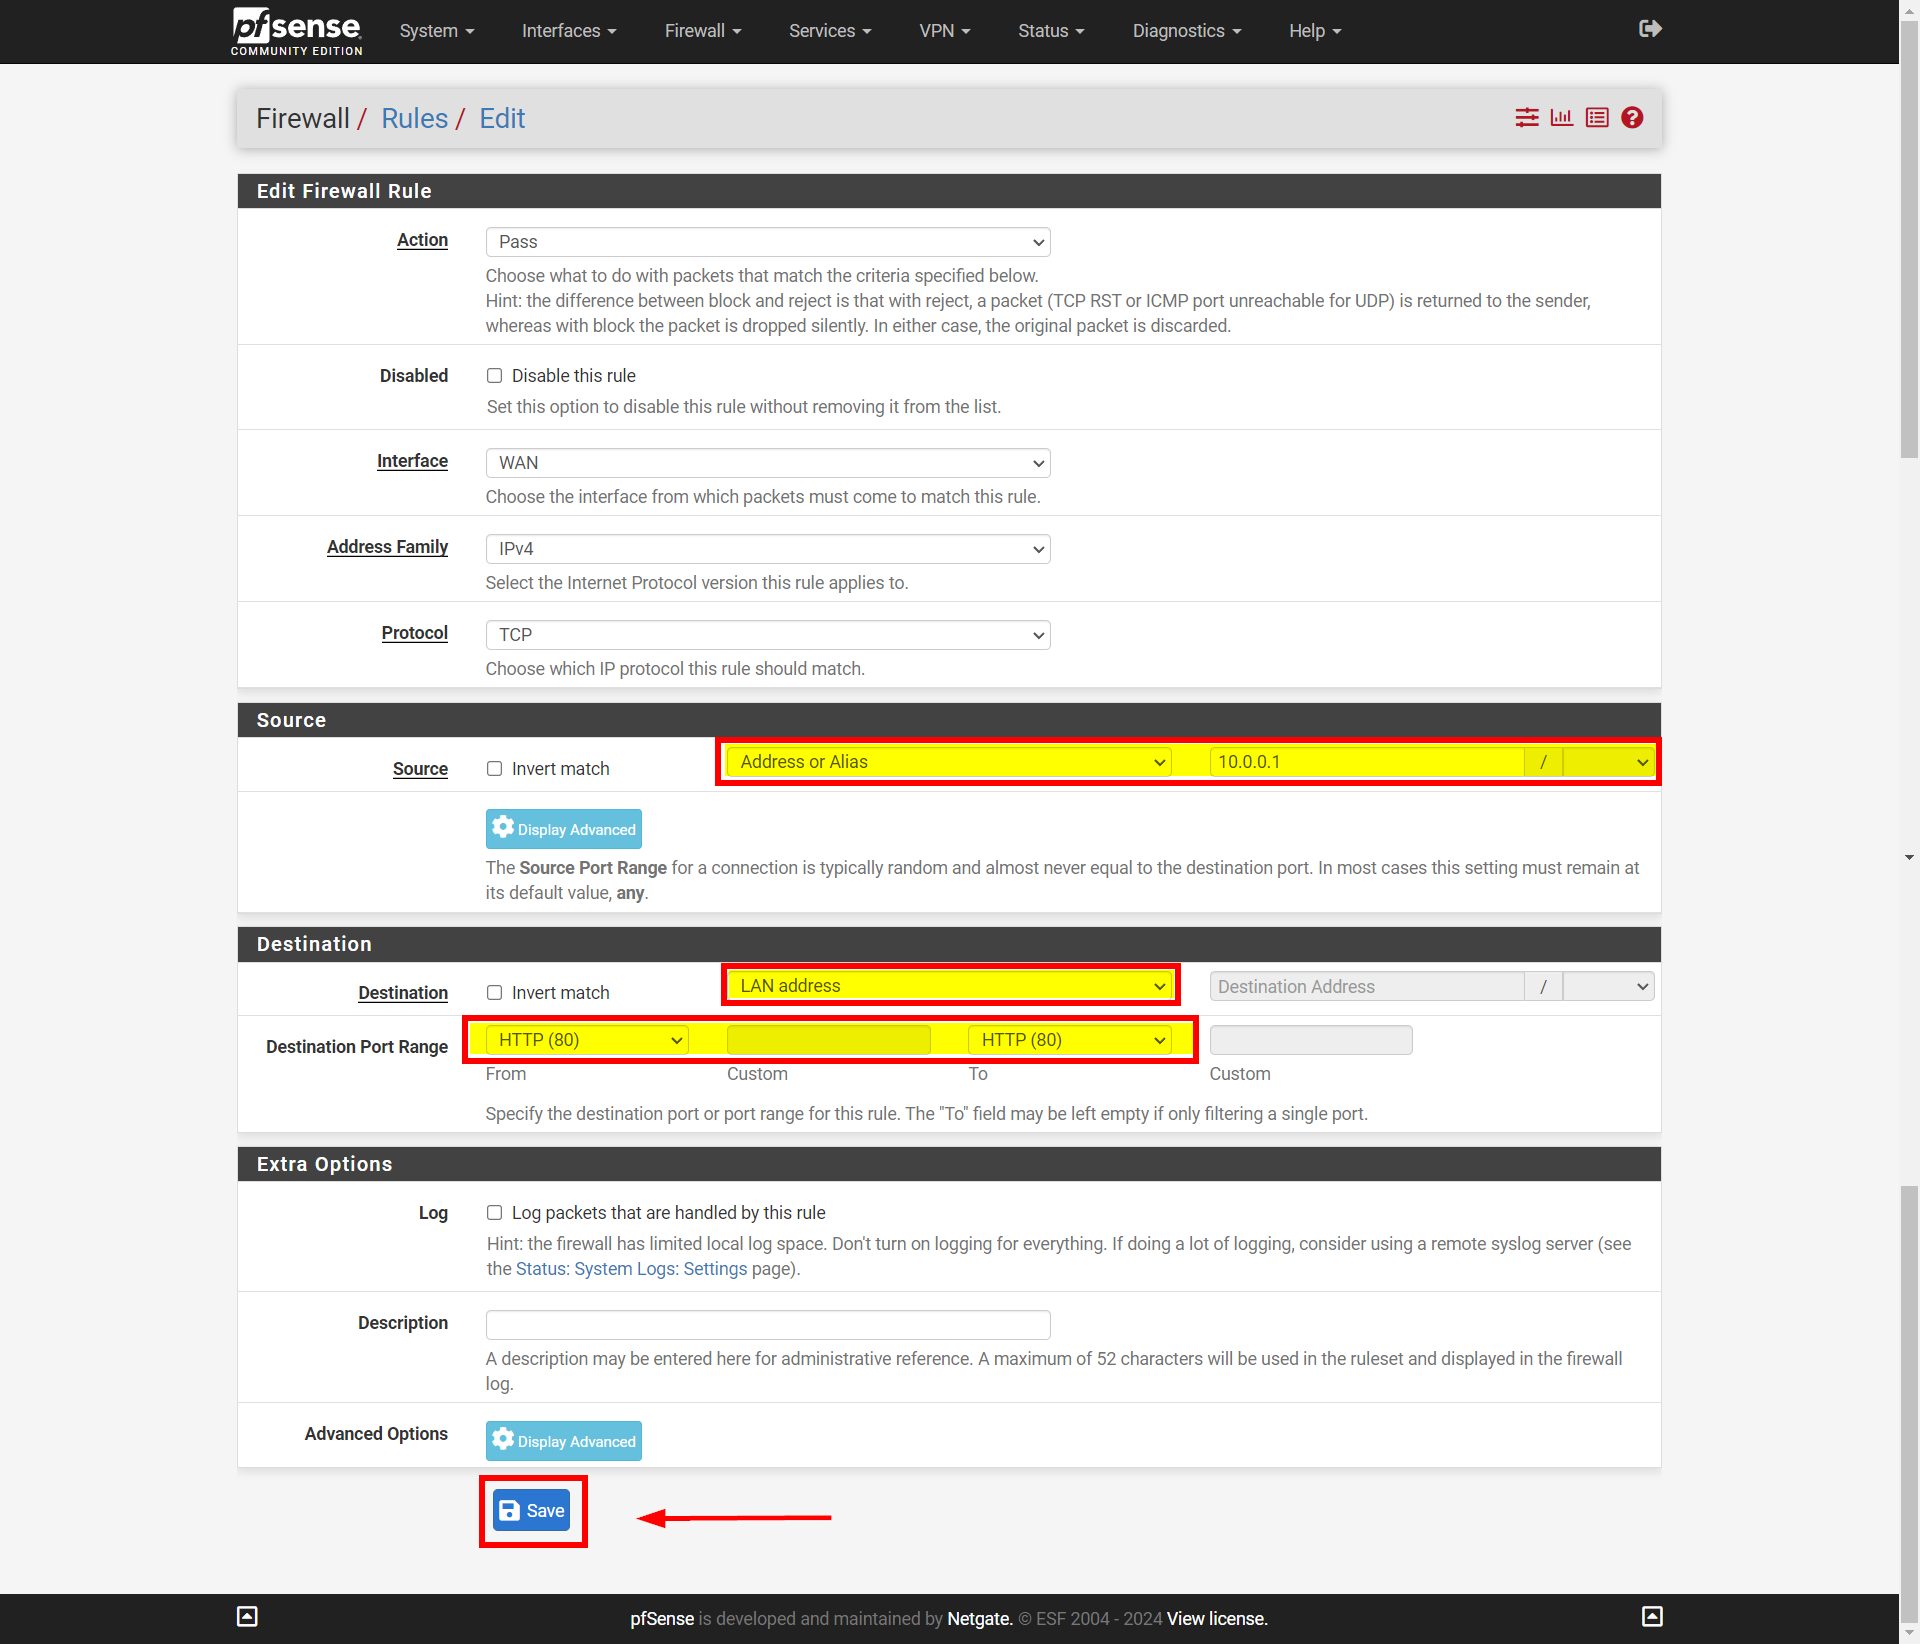 pfsense
COMMUNITY EDITION
System
Interfaces
Firewall
Services
VPN
Status
Diagnostics
Help
Firewall / Rules / Edit
Edit Firewall Rule
Action
Pass
Choose what to do with packets that match the criteria specified below.
Hint: the difference between block and reject is that with reject, a packet (TCP RST or ICMP port unreachable for UDP) is returned to the sender,
whereas with block the packet is dropped silently. In either case, the original packet is discarded.
Disabled
Disable this rule
Set this option to disable this rule without removing it from the list.
Interface
WAN
Choose the interface from which packets must come to match this rule.
Address Family
IPv4
Select the Internet Protocol version this rule applies to.
Protocol
TCP
Choose which IP protocol this rule should match.
Source
Source
Invert match
Address or Alias
10.0.0.1
/
Display Advanced
The Source Port Range for a connection is typically random and almost never equal to the destination port. In most cases this setting must remain at
its default value, any.
Destination
Destination
Invert match
LAN address
Destination Address
/
Destination Port Range
HTTP (80)
HTTP (80)
From
Custom
To
Custom
Specify the destination port or port range for this rule. The "To" field may be left empty if only filtering a single port.
Extra Options
Log
Log packets that are handled by this rule
Hint: the firewall has limited local log space. Don't turn on logging for everything. If doing a lot of logging, consider using a remote syslog server (see
the Status: System Logs: Settings page).
Description
A description may be entered here for administrative reference. A maximum of 52 characters will be used in the ruleset and displayed in the firewall
log.
Advanced Options
Display Advanced
Save
pfSense is developed and maintained by Netgate. © ESF 2004 - 2024 View license.